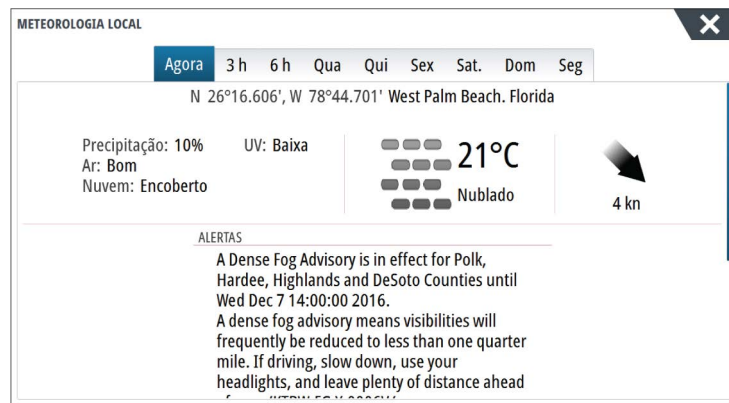 METEOROLOGIA LOCAL
Agora 3 h 6 h Qua Qui Sex Sat. Dom Seg
N 26°16.606', W 78°44.701' West Palm Beach. Florida
Precipitação: 10% UV: Baixa
Ar: Bom
Nuvem: Encoberto
21°C
Nublado
4 kn
ALERTAS
A Dense Fog Advisory is in effect for Polk,
Hardee, Highlands and DeSoto Counties until
Wed Dec 7 14:00:00 2016.
A dense fog advisory means visibilities will
frequently be reduced to less than one quarter
mile. If driving, slow down, use your
headlights, and leave plenty of distance ahead